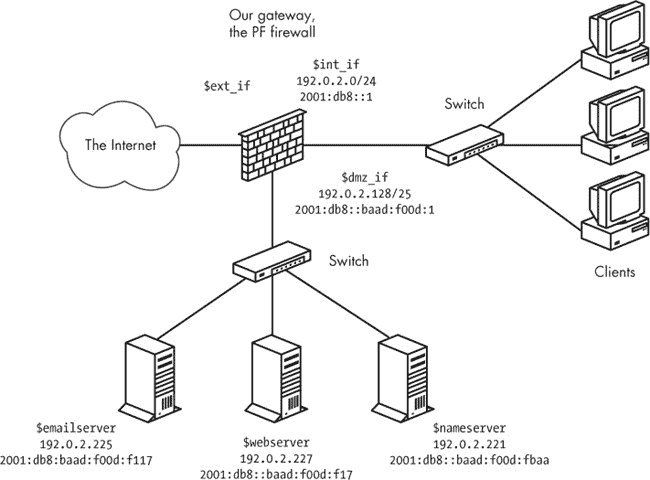 Our gateway,
the PF firewall
$ext_if
$int_if
192.0.2.0/24
2001:db8::1
Switch
The Internet
$dmz_if
192.0.2.128/25
2001:db8::baad:f00d:1
Switch
Clients
$emailserver
192.0.2.225
2001:db8:baad:f00d:f117
$webserver
192.0.2.227
2001:db8::baad:f00d:f17
$nameserver
192.0.2.221
2001:db8::baad:f00d:fbaa